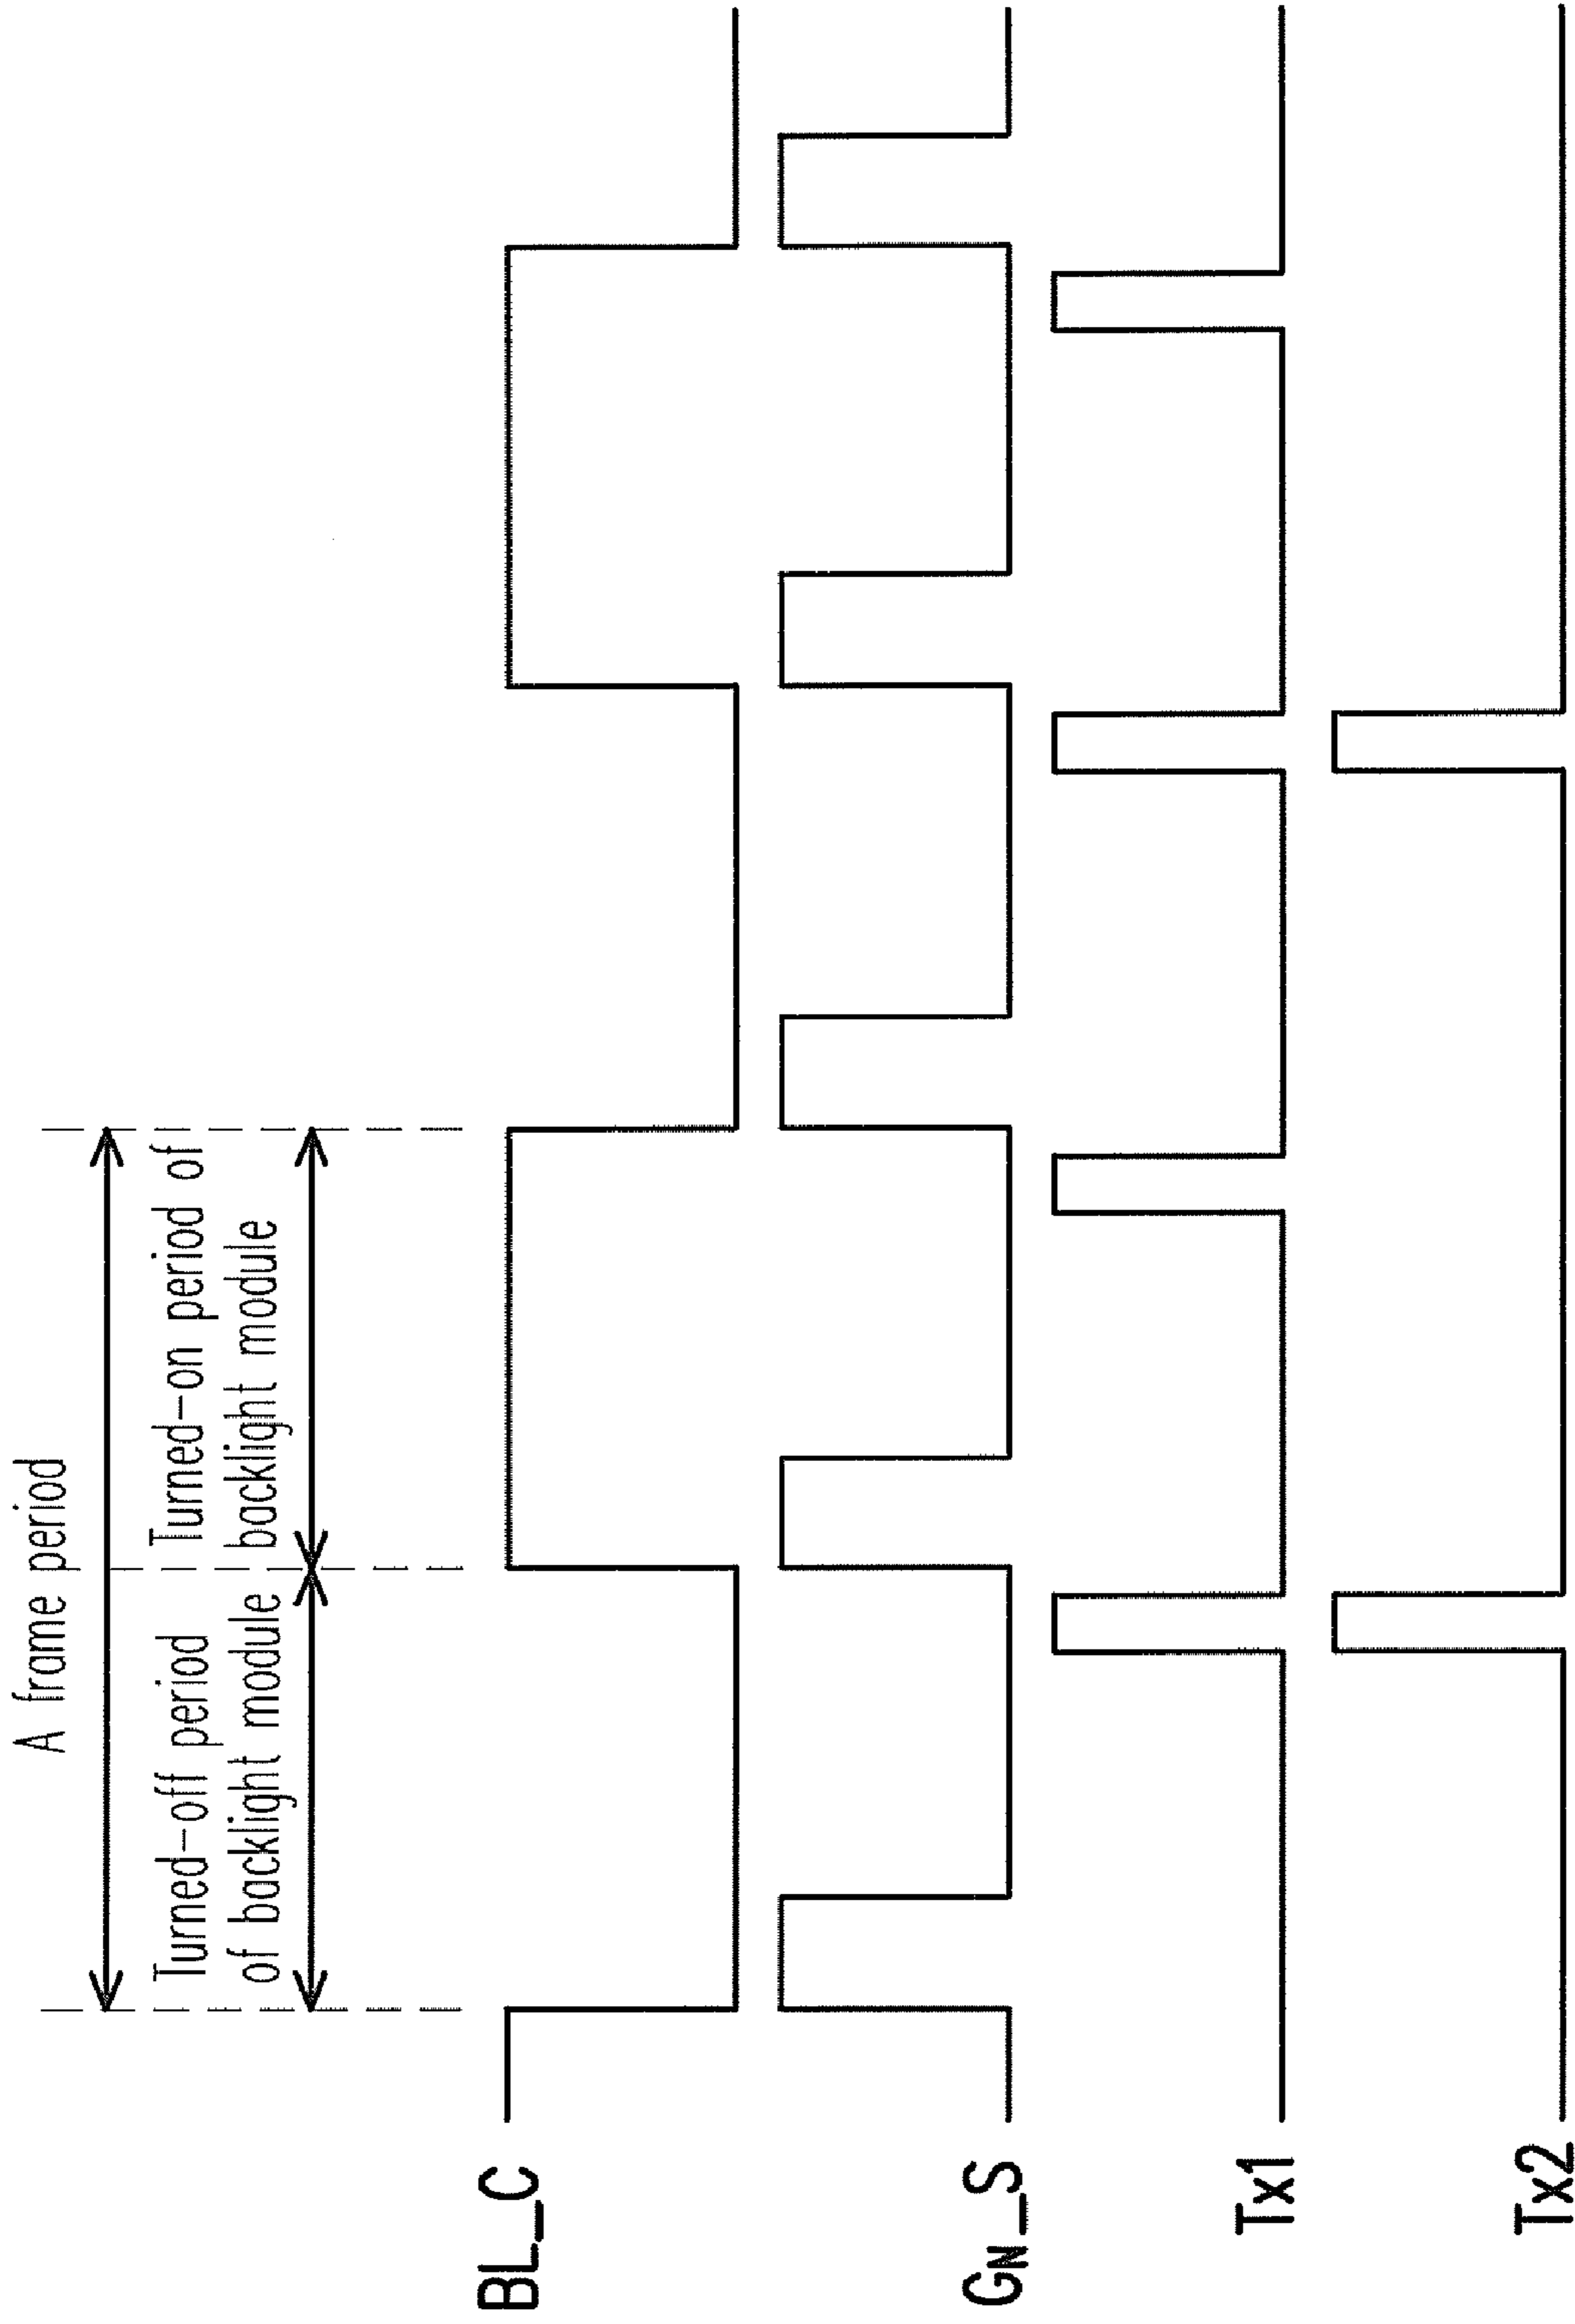 A frame period
Turned-off period
of backlight module
Turned-on period of
backlight module
BL_C
GN_S
Tx1
Tx2